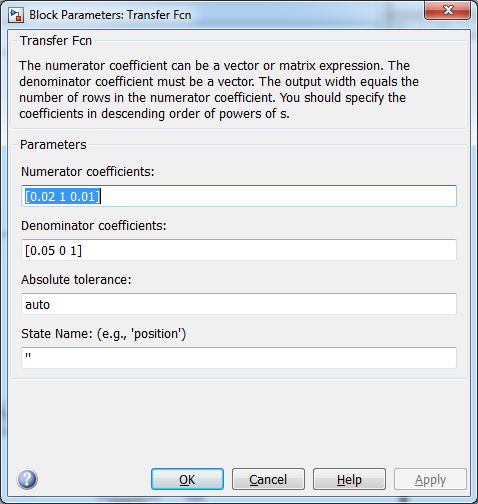 Block Parameters: Transfer Fcn
Transfer Fcn
The numerator coefficient can be a vector or matrix expression. The
denominator coefficient must be a vector. The output width equals the
number of rows in the numerator coefficient. You should specify the
coefficients in descending order of powers of s.
Parameters
Numerator coefficients:
[0.02 1 0.01]
Denominator coefficients:
[0.05 0 1]
Absolute tolerance:
auto
State Name: (e.g., 'position')
''
OK Cancel Help Apply